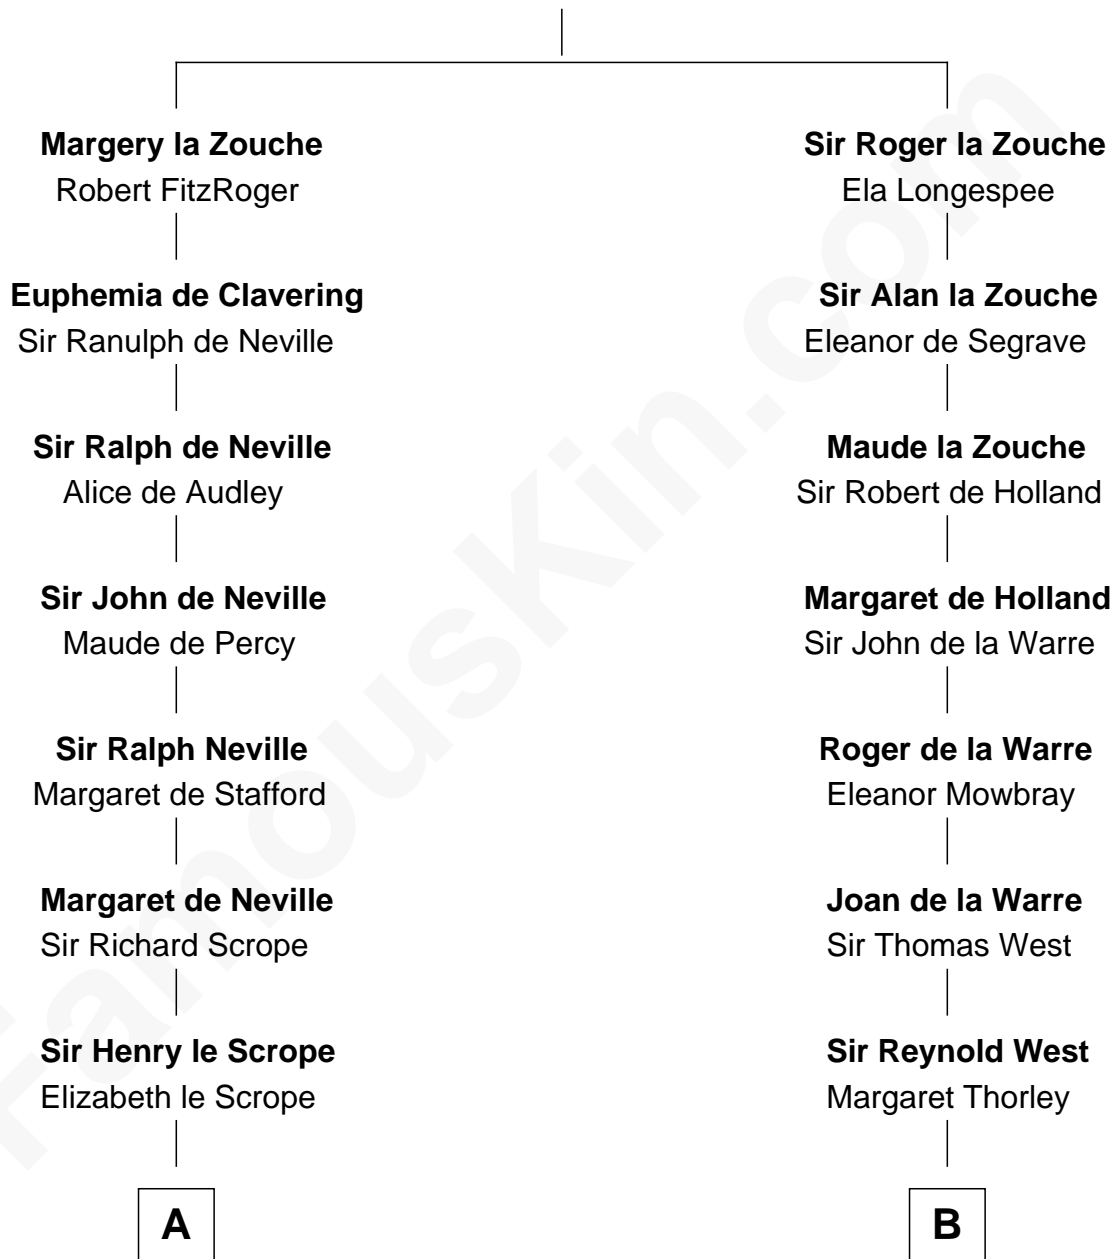 Margery la Zouche
Robert FitzRoger
Sir Roger la Zouche
Ela Longespee
Euphemia de Clavering
Sir Ranulph de Neville
Sir Alan la Zouche
Eleanor de Segrave
Sir Ralph de Neville
Alice de Audley
Maude la Zouche
Sir Robert de Holland
Sir John de Neville
Maude de Percy
Margaret de Holland
Sir John de la Warre
Sir Ralph Neville
Margaret de Stafford
Roger de la Warre
Eleanor Mowbray
Margaret de Neville
Sir Richard Scrope
Joan de la Warre
Sir Thomas West
Sir Henry le Scrope
Elizabeth le Scrope
Sir Reynold West
Margaret Thorley
A
B
FamousKin.com